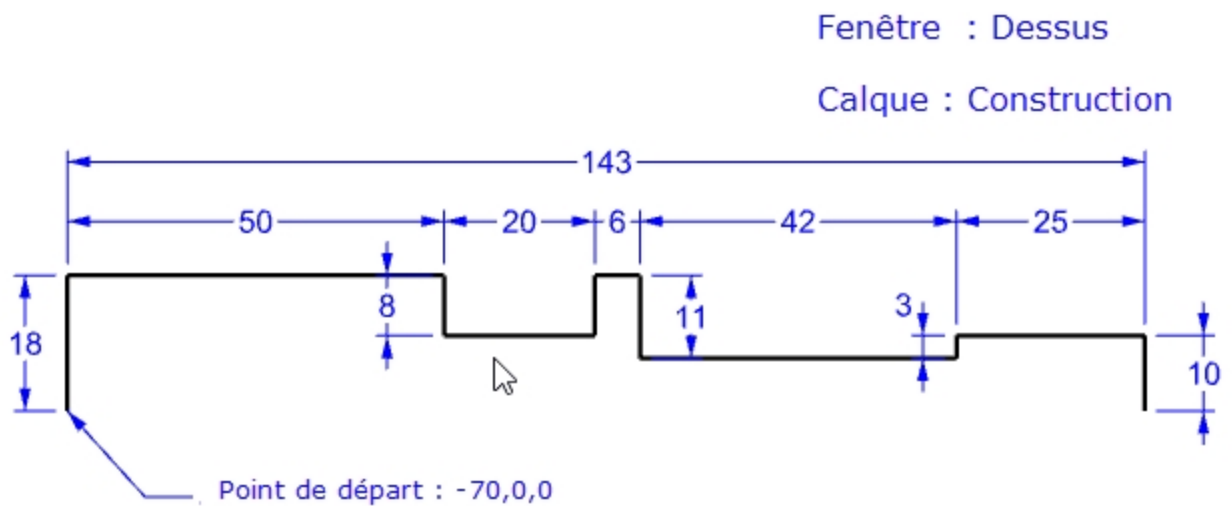 Fenêtre : Dessus
Calque : Construction
143
50 20 6 42 25
8 3
18 11
10
Point de départ : -70,0,0